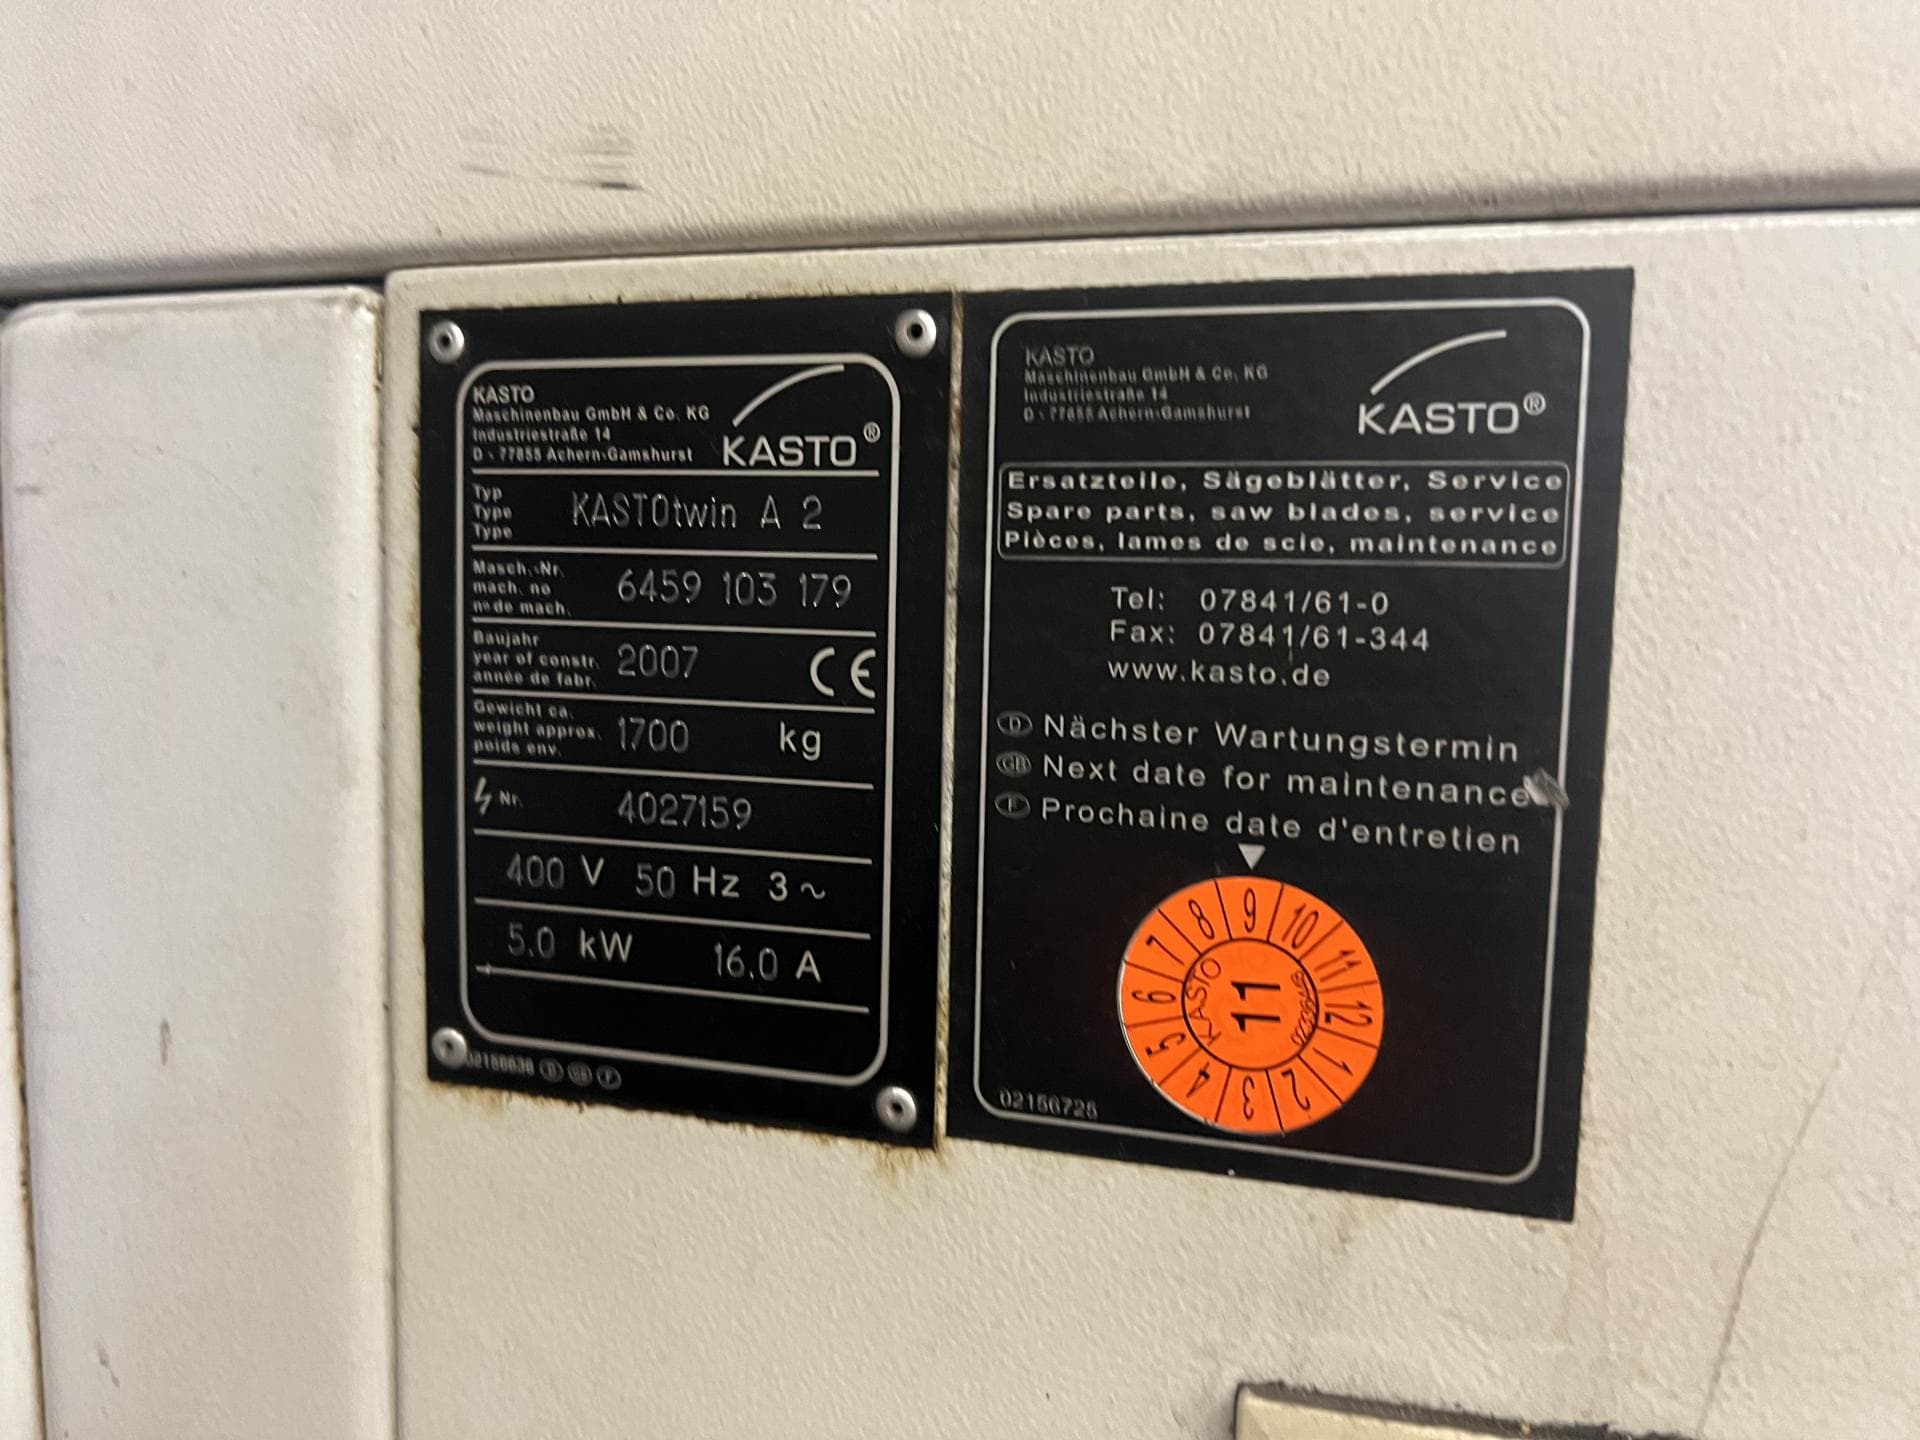 KASTO
Maschinenbau GmbH & Co. KG
Industriestraße 14
D - 77855 Achern-Gamshurst
KASTO®
Typ
Type
Type
KASTOtwin A 2
Masch.-Nr.
mach. no
nº de mach.
6459 103 179
Baujahr
year of constr.
année de fabr.
2007
CE
Gewicht ca.
weight approx.
poids env.
1700 kg
Nr.
4027159
400 V 50 Hz 3~
5.0 kW 16.0 A
02156636 D GB F
KASTO
Maschinenbau GmbH & Co. KG
Industriestraße 14
D - 77855 Achern-Gamshurst
KASTO®
Ersatzteile, Sägeblätter, Service
Spare parts, saw blades, service
Pièces, lames de scie, maintenance
Tel: 07841/61-0
Fax: 07841/61-344
www.kasto.de
D Nächster Wartungstermin
GB Next date for maintenance
F Prochaine date d'entretien
1 2 3 4 5 6 7 8 9 10 11 12
KASTO
11
02156725